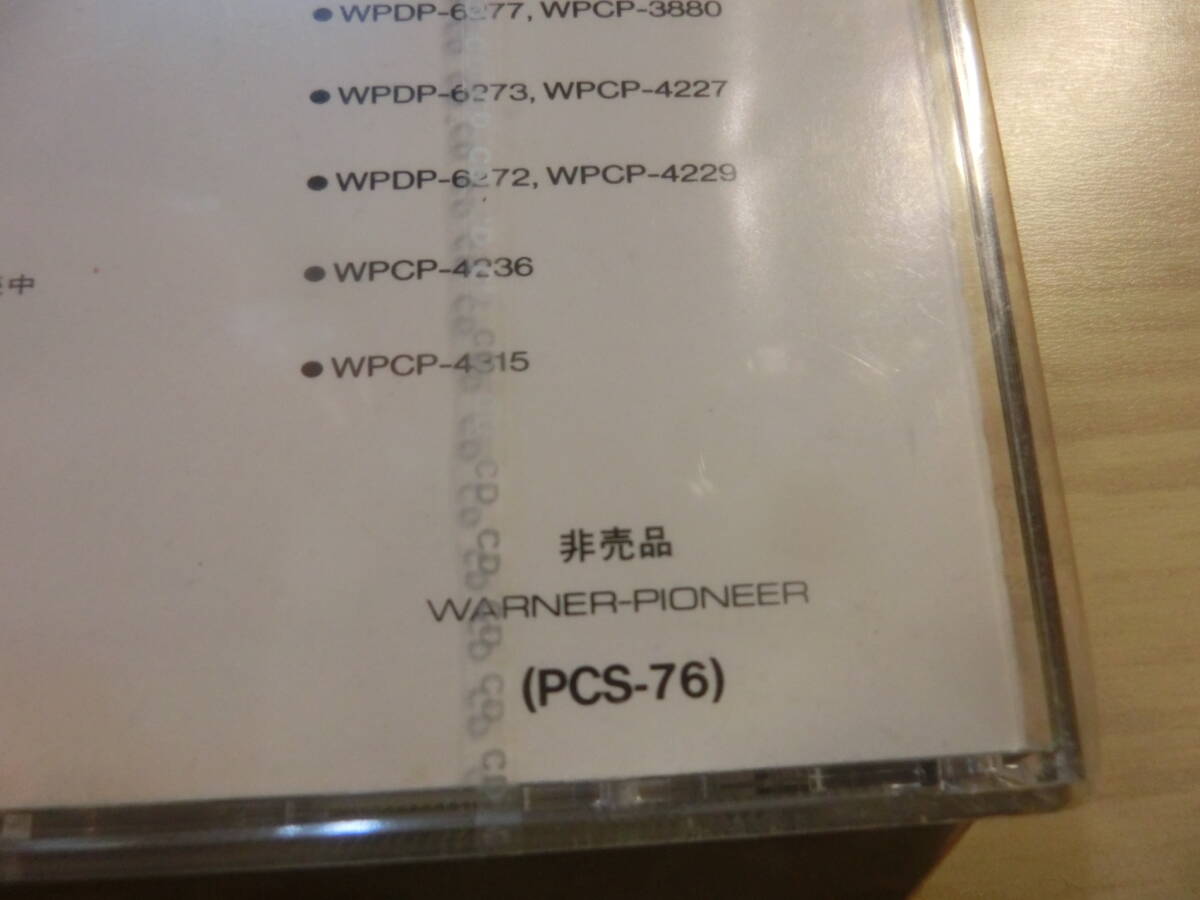 ●WPDP-6277, WPCP-3880
●WPDP-6273, WPCP-4227
●WPDP-6272, WPCP-4229
●WPCP-4236
中
●WPCP-4315
非売品
WARNER-PIONEER
(PCS-76)